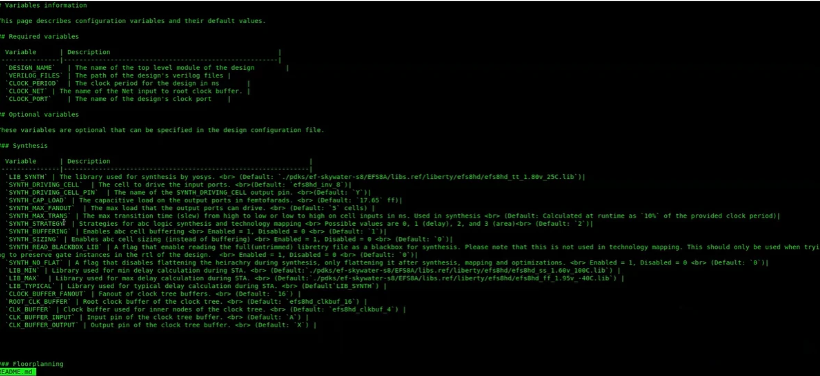 # Variables information
This page describes configuration variables and their default values.
## Required variables
Variable | Description |
---------------|---------------------------------------------------------|
`DESIGN_NAME` | The name of the top level module of the design |
`VERILOG_FILES` | The path of the design's verilog files |
`CLOCK_PERIOD` | The clock period for the design in ns |
`CLOCK_NET` | The name of the Net input to root clock buffer. |
`CLOCK_PORT` | The name of the design's clock port |
## Optional variables
These variables are optional that can be specified in the design configuration file.
### Synthesis
Variable | Description |
---------------|---------------------------------------------------------------|
`LIB_SYNTH` | The library used for synthesis by yosys. <br> (Default: `./pdks/ef-skywater-s8/EFS8A/libs.ref/liberty/efs8hd/efs8hd_tt_1.80v_25C.lib`)|
`SYNTH_DRIVING_CELL` | The cell to drive the input ports. <br>(Default: `efs8hd_inv_8`)|
`SYNTH_DRIVING_CELL_PIN` | The name of the SYNTH_DRIVING_CELL output pin. <br>(Default: `Y`)|
`SYNTH_CAP_LOAD` | The capacitive load on the output ports in femtofarads. <br> (Default: `17.65` ff)|
`SYNTH_MAX_FANOUT` | The max load that the output ports can drive. <br> (Default: `5` cells) |
`SYNTH_MAX_TRANS` | The max transition time (slew) from high to low or low to high on cell inputs in ns. Used in synthesis <br> (Default: Calculated at runtime as `10%` of the provided clock period)|
`SYNTH_STRATEGY` | Strategies for abc logic synthesis and technology mapping <br> Possible values are 0, 1 (delay), 2, and 3 (area)<br> (Default: `2`)|
`SYNTH_BUFFERING` | Enables abc cell buffering <br> Enabled = 1, Disabled = 0 <br> (Default: `1`)|
`SYNTH_SIZING` | Enables abc cell sizing (instead of buffering) <br> Enabled = 1, Disabled = 0 <br> (Default: `0`)|
`SYNTH_READ_BLACKBOX_LIB` | A flag that enable reading the full(untrimmed) libretry file as a blackbox for synthesis. Please note that this is not used in technology mapping. This should only be used when tryi
ng to preserve gate instances in the rtl of the design. <br> Enabled = 1, Disabled = 0 <br> (Default: `0`)|
`SYNTH_NO_FLAT` | A flag that disables flattening the heirachry during synthesis, only flattening it after synthesis, mapping and optimizations. <br> Enabled = 1, Disabled = 0 <br> (Default: `0`)|
`LIB_MIN` | Library used for min delay calculation during STA. <br> (Default: `./pdks/ef-skywater-s8/EFS8A/libs.ref/liberty/efs8hd/efs8hd_ss_1.60v_100C.lib`) |
`LIB_MAX` | Library used for max delay calculation during STA. <br> (Default: `./pdks/ef-skywater-s8/EFS8A/libs.ref/liberty/efs8hd/efs8hd_ff_1.95v_-40C.lib`) |
`LIB_TYPICAL` | Library used for typical delay calculation during STA. <br> (Default`LIB_SYNTH`) |
`CLOCK_BUFFER_FANOUT` | Fanout of clock tree buffers. <br> (Default: `16`) |
`ROOT_CLK_BUFFER` | Root clock buffer of the clock tree. <br> (Default: `efs8hd_clkbuf_16`) |
`CLK_BUFFER` | Clock buffer used for inner nodes of the clock tree. <br> (Default: `efs8hd_clkbuf_4`) |
`CLK_BUFFER_INPUT` | Input pin of the clock tree buffer. <br> (Default: `A`) |
`CLK_BUFFER_OUTPUT` | Output pin of the clock tree buffer. <br> (Default: `X`) |
### Floorplanning
README.md